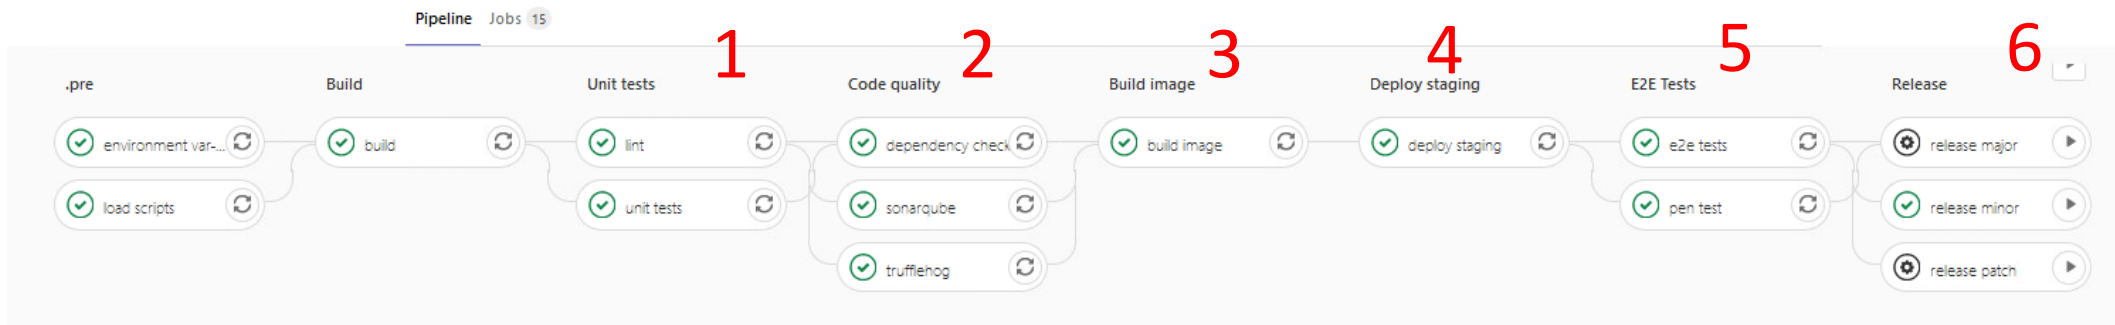 Pipeline Jobs 15
1 2 3 4 5 6
.pre Build Unit tests Code quality Build image Deploy staging E2E Tests Release
environment var-... build lint dependency check build image deploy staging e2e tests release major
load scripts unit tests sonarqube pen test release minor
trufflehog release patch